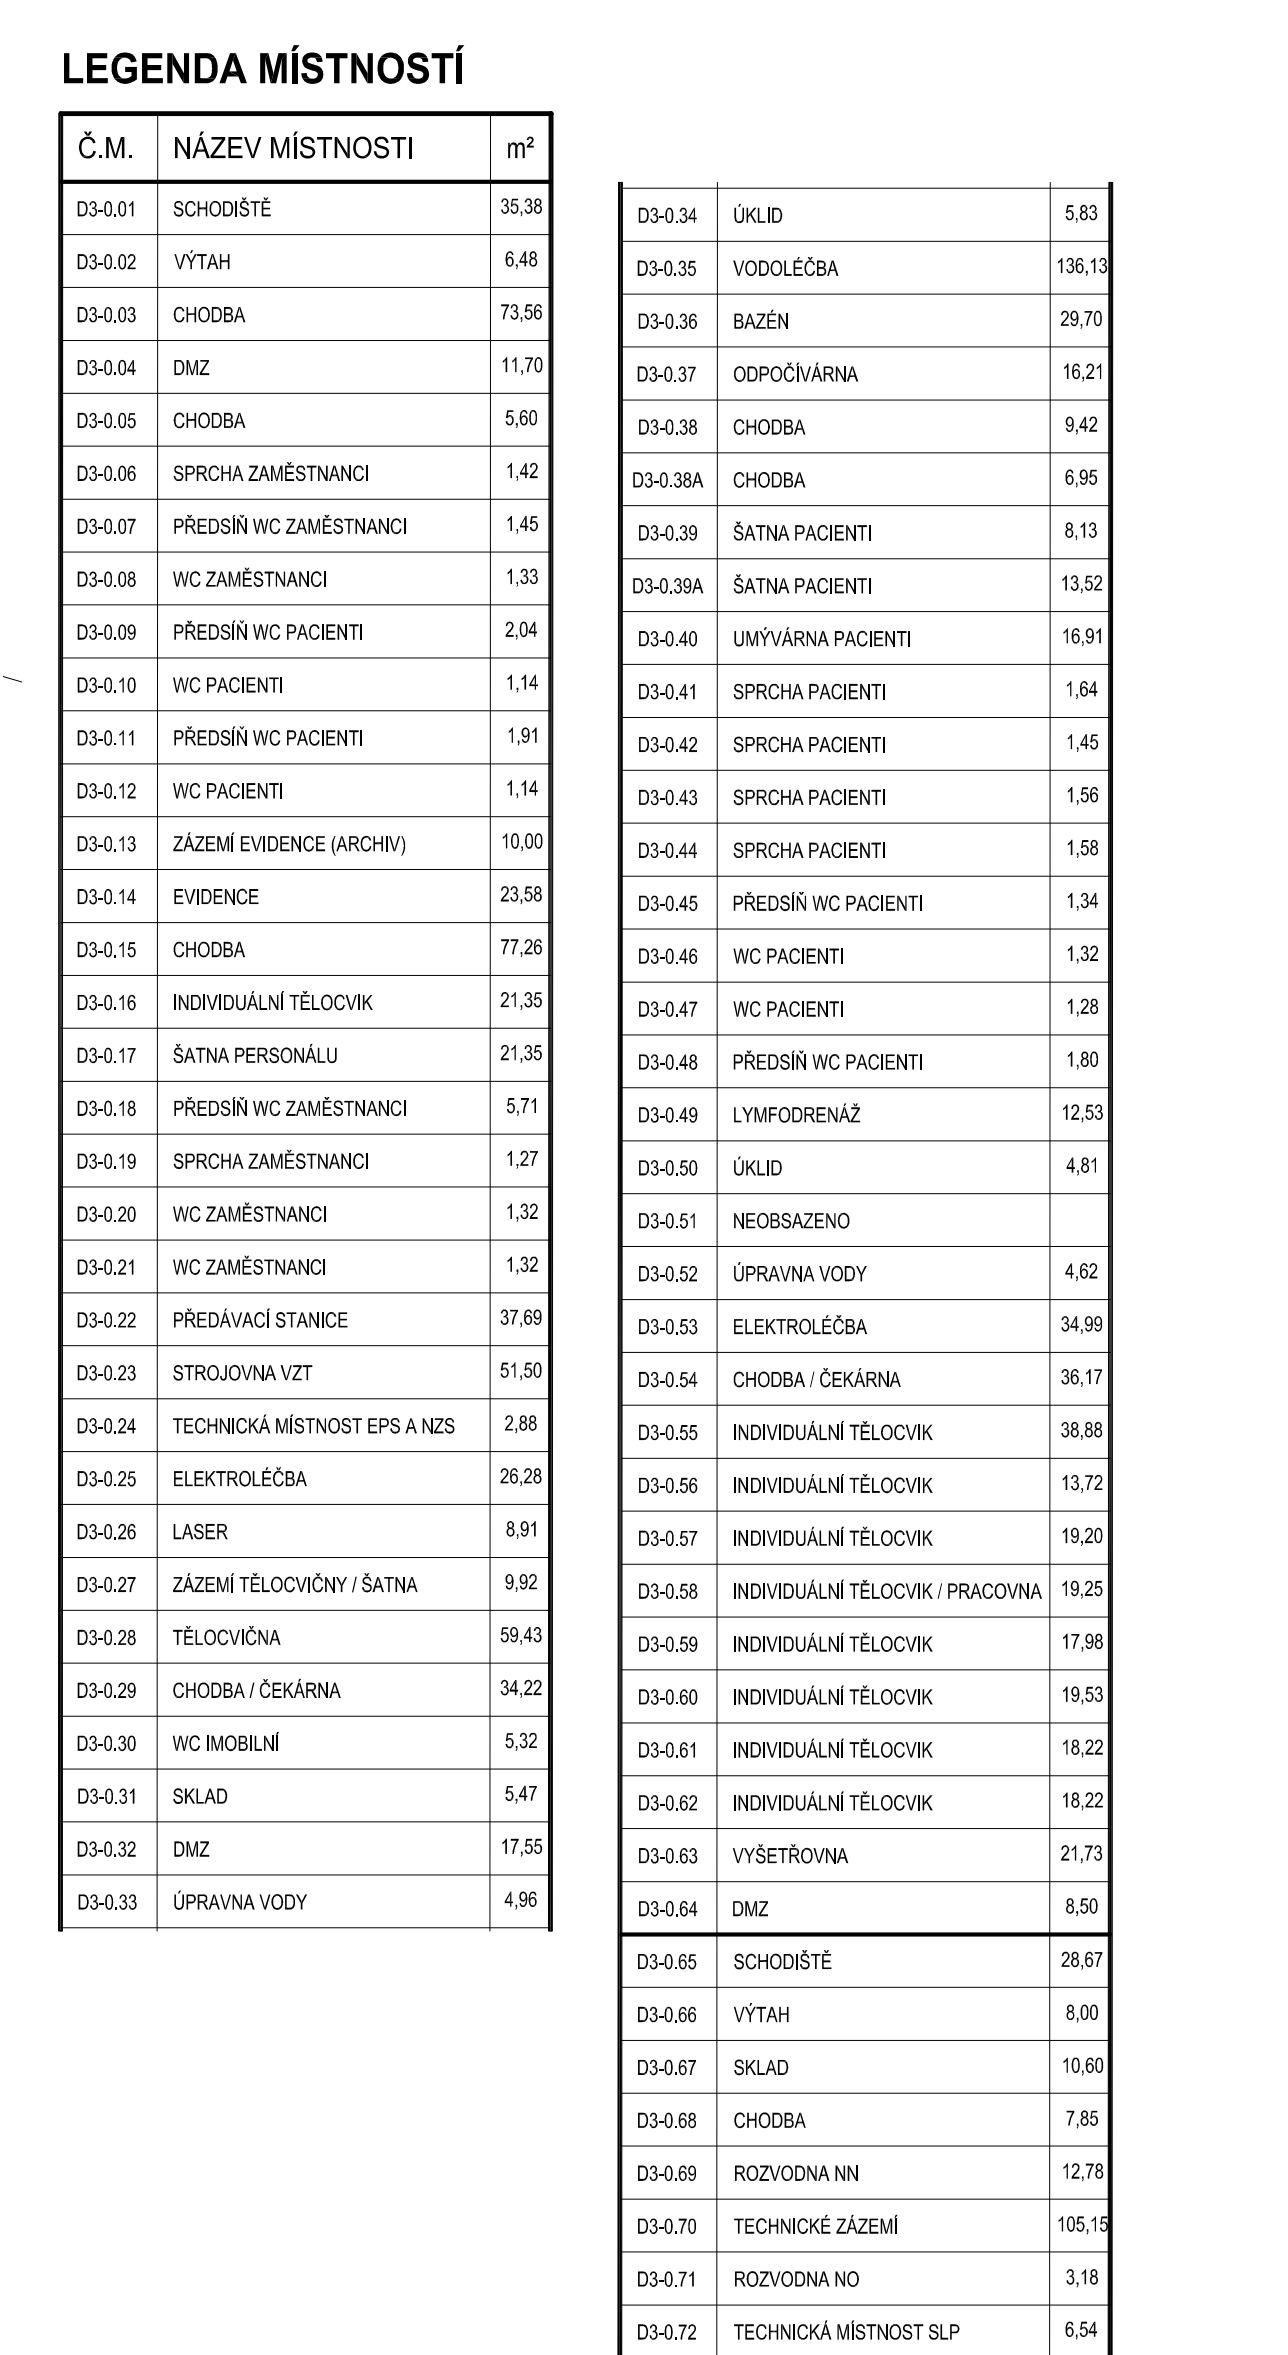 LEGENDA MÍSTNOSTÍ
Č.M. NÁZEV MÍSTNOSTI m²
D3-0.01 SCHODIŠTĚ 35,38
D3-0.02 VÝTAH 6,48
D3-0.03 CHODBA 73,56
D3-0.04 DMZ 11,70
D3-0.05 CHODBA 5,60
D3-0.06 SPRCHA ZAMĚSTNANCI 1,42
D3-0.07 PŘEDSÍŇ WC ZAMĚSTNANCI 1,45
D3-0.08 WC ZAMĚSTNANCI 1,33
D3-0.09 PŘEDSÍŇ WC PACIENTI 2,04
D3-0.10 WC PACIENTI 1,14
D3-0.11 PŘEDSÍŇ WC PACIENTI 1,91
D3-0.12 WC PACIENTI 1,14
D3-0.13 ZÁZEMÍ EVIDENCE (ARCHIV) 10,00
D3-0.14 EVIDENCE 23,58
D3-0.15 CHODBA 77,26
D3-0.16 INDIVIDUÁLNÍ TĚLOCVIK 21,35
D3-0.17 ŠATNA PERSONÁLU 21,35
D3-0.18 PŘEDSÍŇ WC ZAMĚSTNANCI 5,71
D3-0.19 SPRCHA ZAMĚSTNANCI 1,27
D3-0.20 WC ZAMĚSTNANCI 1,32
D3-0.21 WC ZAMĚSTNANCI 1,32
D3-0.22 PŘEDÁVACÍ STANICE 37,69
D3-0.23 STROJOVNA VZT 51,50
D3-0.24 TECHNICKÁ MÍSTNOST EPS A NZS 2,88
D3-0.25 ELEKTROLÉČBA 26,28
D3-0.26 LASER 8,91
D3-0.27 ZÁZEMÍ TĚLOCVIČNY / ŠATNA 9,92
D3-0.28 TĚLOCVIČNA 59,43
D3-0.29 CHODBA / ČEKÁRNA 34,22
D3-0.30 WC IMOBILNÍ 5,32
D3-0.31 SKLAD 5,47
D3-0.32 DMZ 17,55
D3-0.33 ÚPRAVNA VODY 4,96
D3-0.34 ÚKLID 5,83
D3-0.35 VODOLÉČBA 136,13
D3-0.36 BAZÉN 29,70
D3-0.37 ODPOČÍVÁRNA 16,21
D3-0.38 CHODBA 9,42
D3-0.38A CHODBA 6,95
D3-0.39 ŠATNA PACIENTI 8,13
D3-0.39A ŠATNA PACIENTI 13,52
D3-0.40 UMÝVÁRNA PACIENTI 16,91
D3-0.41 SPRCHA PACIENTI 1,64
D3-0.42 SPRCHA PACIENTI 1,45
D3-0.43 SPRCHA PACIENTI 1,56
D3-0.44 SPRCHA PACIENTI 1,58
D3-0.45 PŘEDSÍŇ WC PACIENTI 1,34
D3-0.46 WC PACIENTI 1,32
D3-0.47 WC PACIENTI 1,28
D3-0.48 PŘEDSÍŇ WC PACIENTI 1,80
D3-0.49 LYMFODRENÁŽ 12,53
D3-0.50 ÚKLID 4,81
D3-0.51 NEOBSAZENO
D3-0.52 ÚPRAVNA VODY 4,62
D3-0.53 ELEKTROLÉČBA 34,99
D3-0.54 CHODBA / ČEKÁRNA 36,17
D3-0.55 INDIVIDUÁLNÍ TĚLOCVIK 38,88
D3-0.56 INDIVIDUÁLNÍ TĚLOCVIK 13,72
D3-0.57 INDIVIDUÁLNÍ TĚLOCVIK 19,20
D3-0.58 INDIVIDUÁLNÍ TĚLOCVIK / PRACOVNA 19,25
D3-0.59 INDIVIDUÁLNÍ TĚLOCVIK 17,98
D3-0.60 INDIVIDUÁLNÍ TĚLOCVIK 19,53
D3-0.61 INDIVIDUÁLNÍ TĚLOCVIK 18,22
D3-0.62 INDIVIDUÁLNÍ TĚLOCVIK 18,22
D3-0.63 VYŠETŘOVNA 21,73
D3-0.64 DMZ 8,50
D3-0.65 SCHODIŠTĚ 28,67
D3-0.66 VÝTAH 8,00
D3-0.67 SKLAD 10,60
D3-0.68 CHODBA 7,85
D3-0.69 ROZVODNA NN 12,78
D3-0.70 TECHNICKÉ ZÁZEMÍ 105,15
D3-0.71 ROZVODNA NO 3,18
D3-0.72 TECHNICKÁ MÍSTNOST SLP 6,54